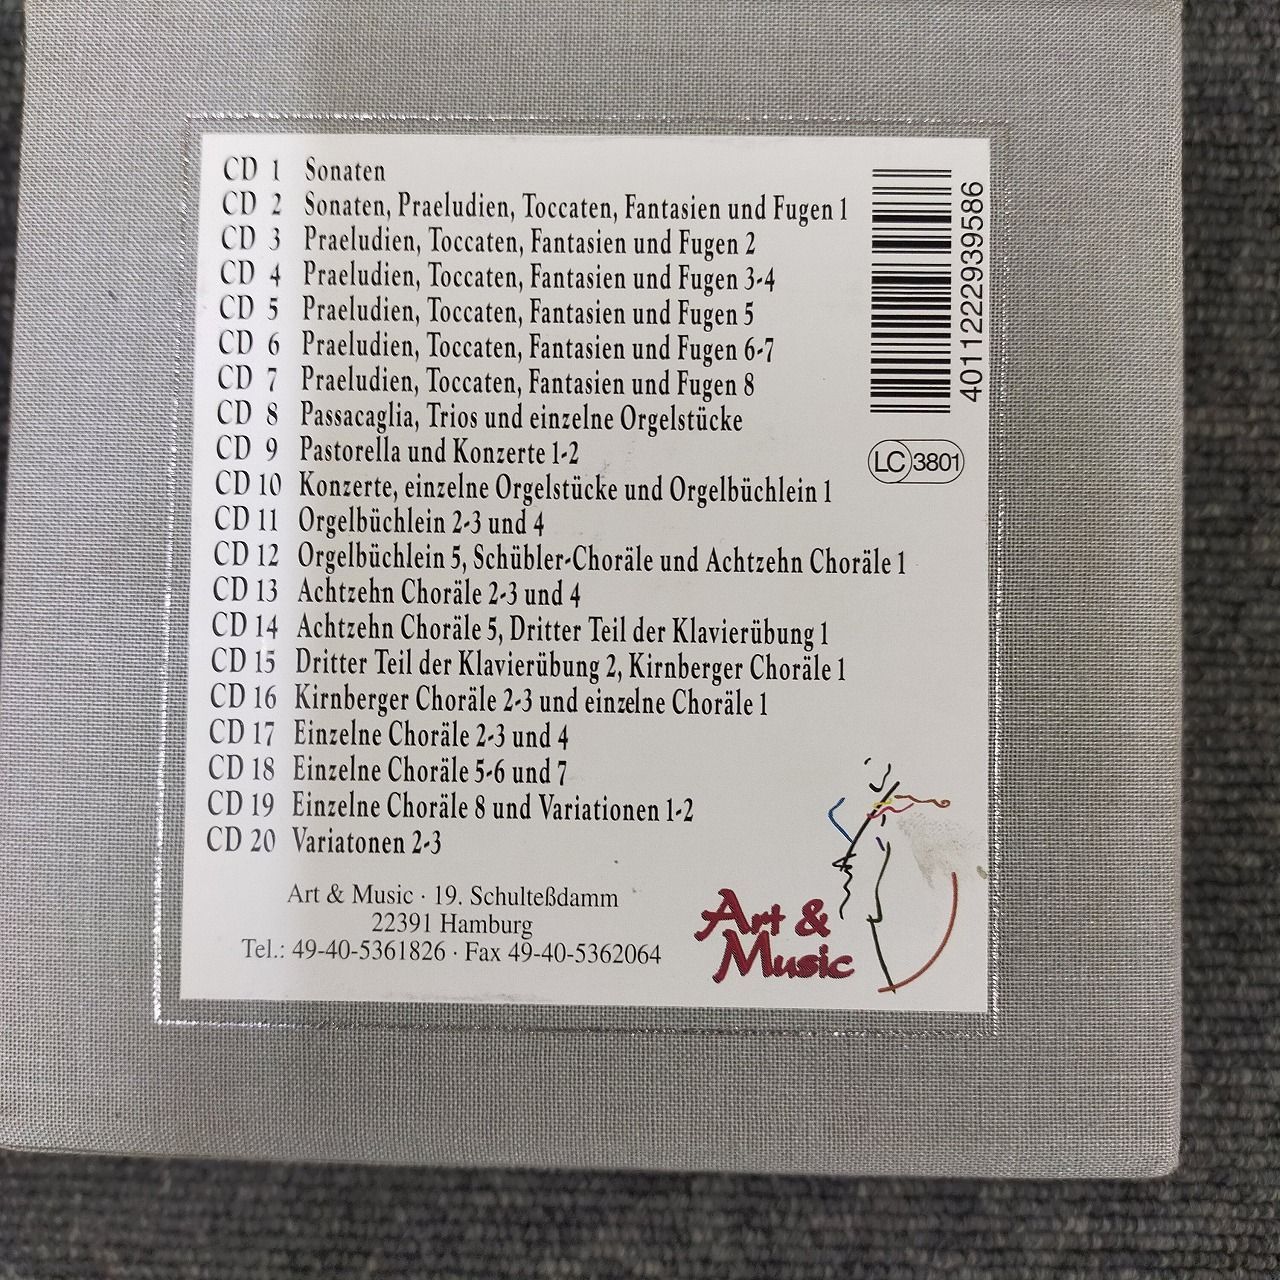 CD 1 Sonaten
CD 2 Sonaten, Praeludien, Toccaten, Fantasien und Fugen 1
CD 3 Praeludien, Toccaten, Fantasien und Fugen 2
CD 4 Praeludien, Toccaten, Fantasien und Fugen 3-4
CD 5 Praeludien, Toccaten, Fantasien und Fugen 5
CD 6 Praeludien, Toccaten, Fantasien und Fugen 6-7
CD 7 Praeludien, Toccaten, Fantasien und Fugen 8
CD 8 Passacaglia, Trios und einzelne Orgelstücke
CD 9 Pastorella und Konzerte 1-2
CD 10 Konzerte, einzelne Orgelstücke und Orgelbüchlein 1
CD 11 Orgelbüchlein 2-3 und 4
CD 12 Orgelbüchlein 5, Schübler-Choräle und Achtzehn Choräle 1
CD 13 Achtzehn Choräle 2-3 und 4
CD 14 Achtzehn Choräle 5, Dritter Teil der Klavierübung 1
CD 15 Dritter Teil der Klavierübung 2, Kirnberger Choräle 1
CD 16 Kirnberger Choräle 2-3 und einzelne Choräle 1
CD 17 Einzelne Choräle 2-3 und 4
CD 18 Einzelne Choräle 5-6 und 7
CD 19 Einzelne Choräle 8 und Variationen 1-2
CD 20 Variatonen 2-3
4011222939586
LC 3801
Art & Music · 19. Schulteßdamm
22391 Hamburg
Tel.: 49-40-5361826 · Fax 49-40-5362064
Art &
Music